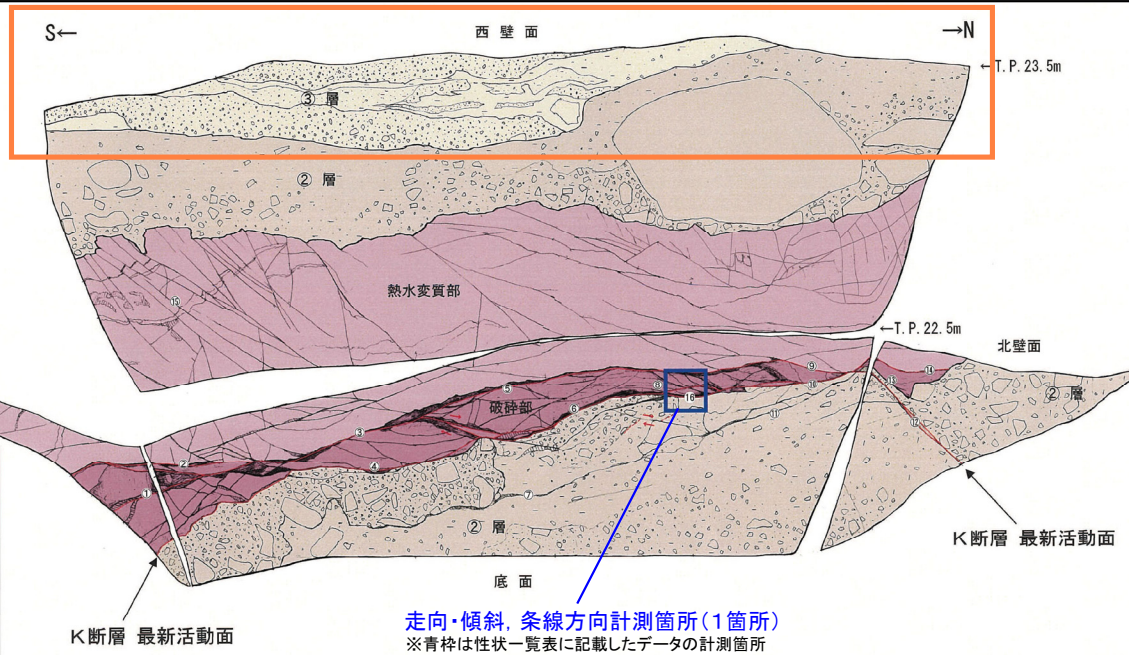 S←
西 壁 面
→N
←T.P.23.5m
③ 層
② 層
熱水変質部
⑮
←T.P.22.5m
北壁面
⑨
⑭
⑤
⑧
⑩
⑬
② 層
破砕部
16
⑥
⑪
⑫
③
②
④
①
⑦
② 層
K断層 最新活動面
底 面
K断層 最新活動面
走向・傾斜, 条線方向計測箇所(1箇所)
※青枠は性状一覧表に記載したデータの計測箇所